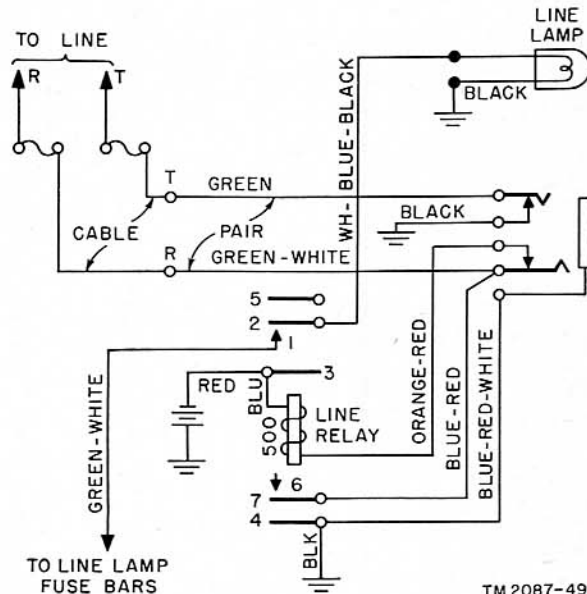 TO LINE
R
T
LINE
LAMP
BLACK
WH-BLUE-BLACK
T
GREEN
BLACK
CABLE
PAIR
R
GREEN-WHITE
5
2
1
3
RED
BLU
500
LINE
RELAY
ORANGE-RED
BLUE-RED
BLUE-RED-WHITE
GREEN-WHITE
6
7
4
BLK
TO LINE LAMP
FUSE BARS
TM 2087-49